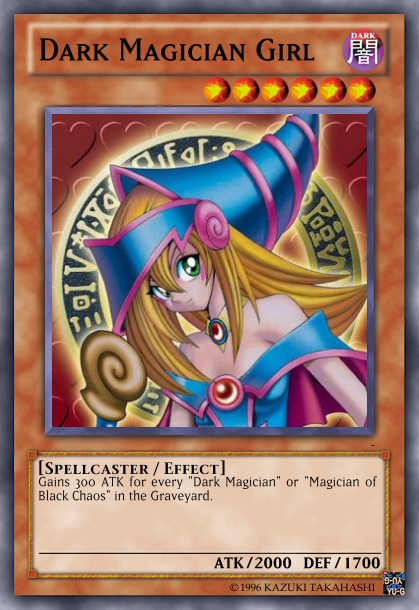 DARK MAGICIAN GIRL
DARK
闇
[SPELLCASTER / EFFECT]
Gains 300 ATK for every "Dark Magician" or "Magician of
Black Chaos" in the Graveyard.
ATK/2000 DEF/1700
©1996 KAZUKI TAKAHASHI